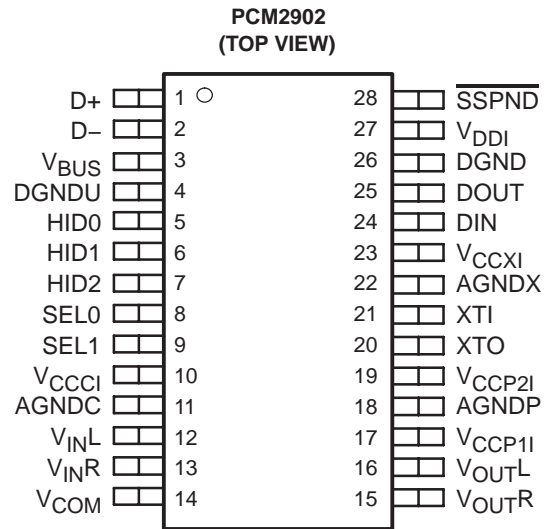 PCM2902
(TOP VIEW)
D+ 1 28 SSPND
D– 2 27 VDDI
VBUS 3 26 DGND
DGNDU 4 25 DOUT
HID0 5 24 DIN
HID1 6 23 VCCXI
HID2 7 22 AGNDX
SEL0 8 21 XTI
SEL1 9 20 XTO
VCCCI 10 19 VCCP2I
AGNDC 11 18 AGNDP
VINL 12 17 VCCP1I
VINR 13 16 VOUTL
VCOM 14 15 VOUTR